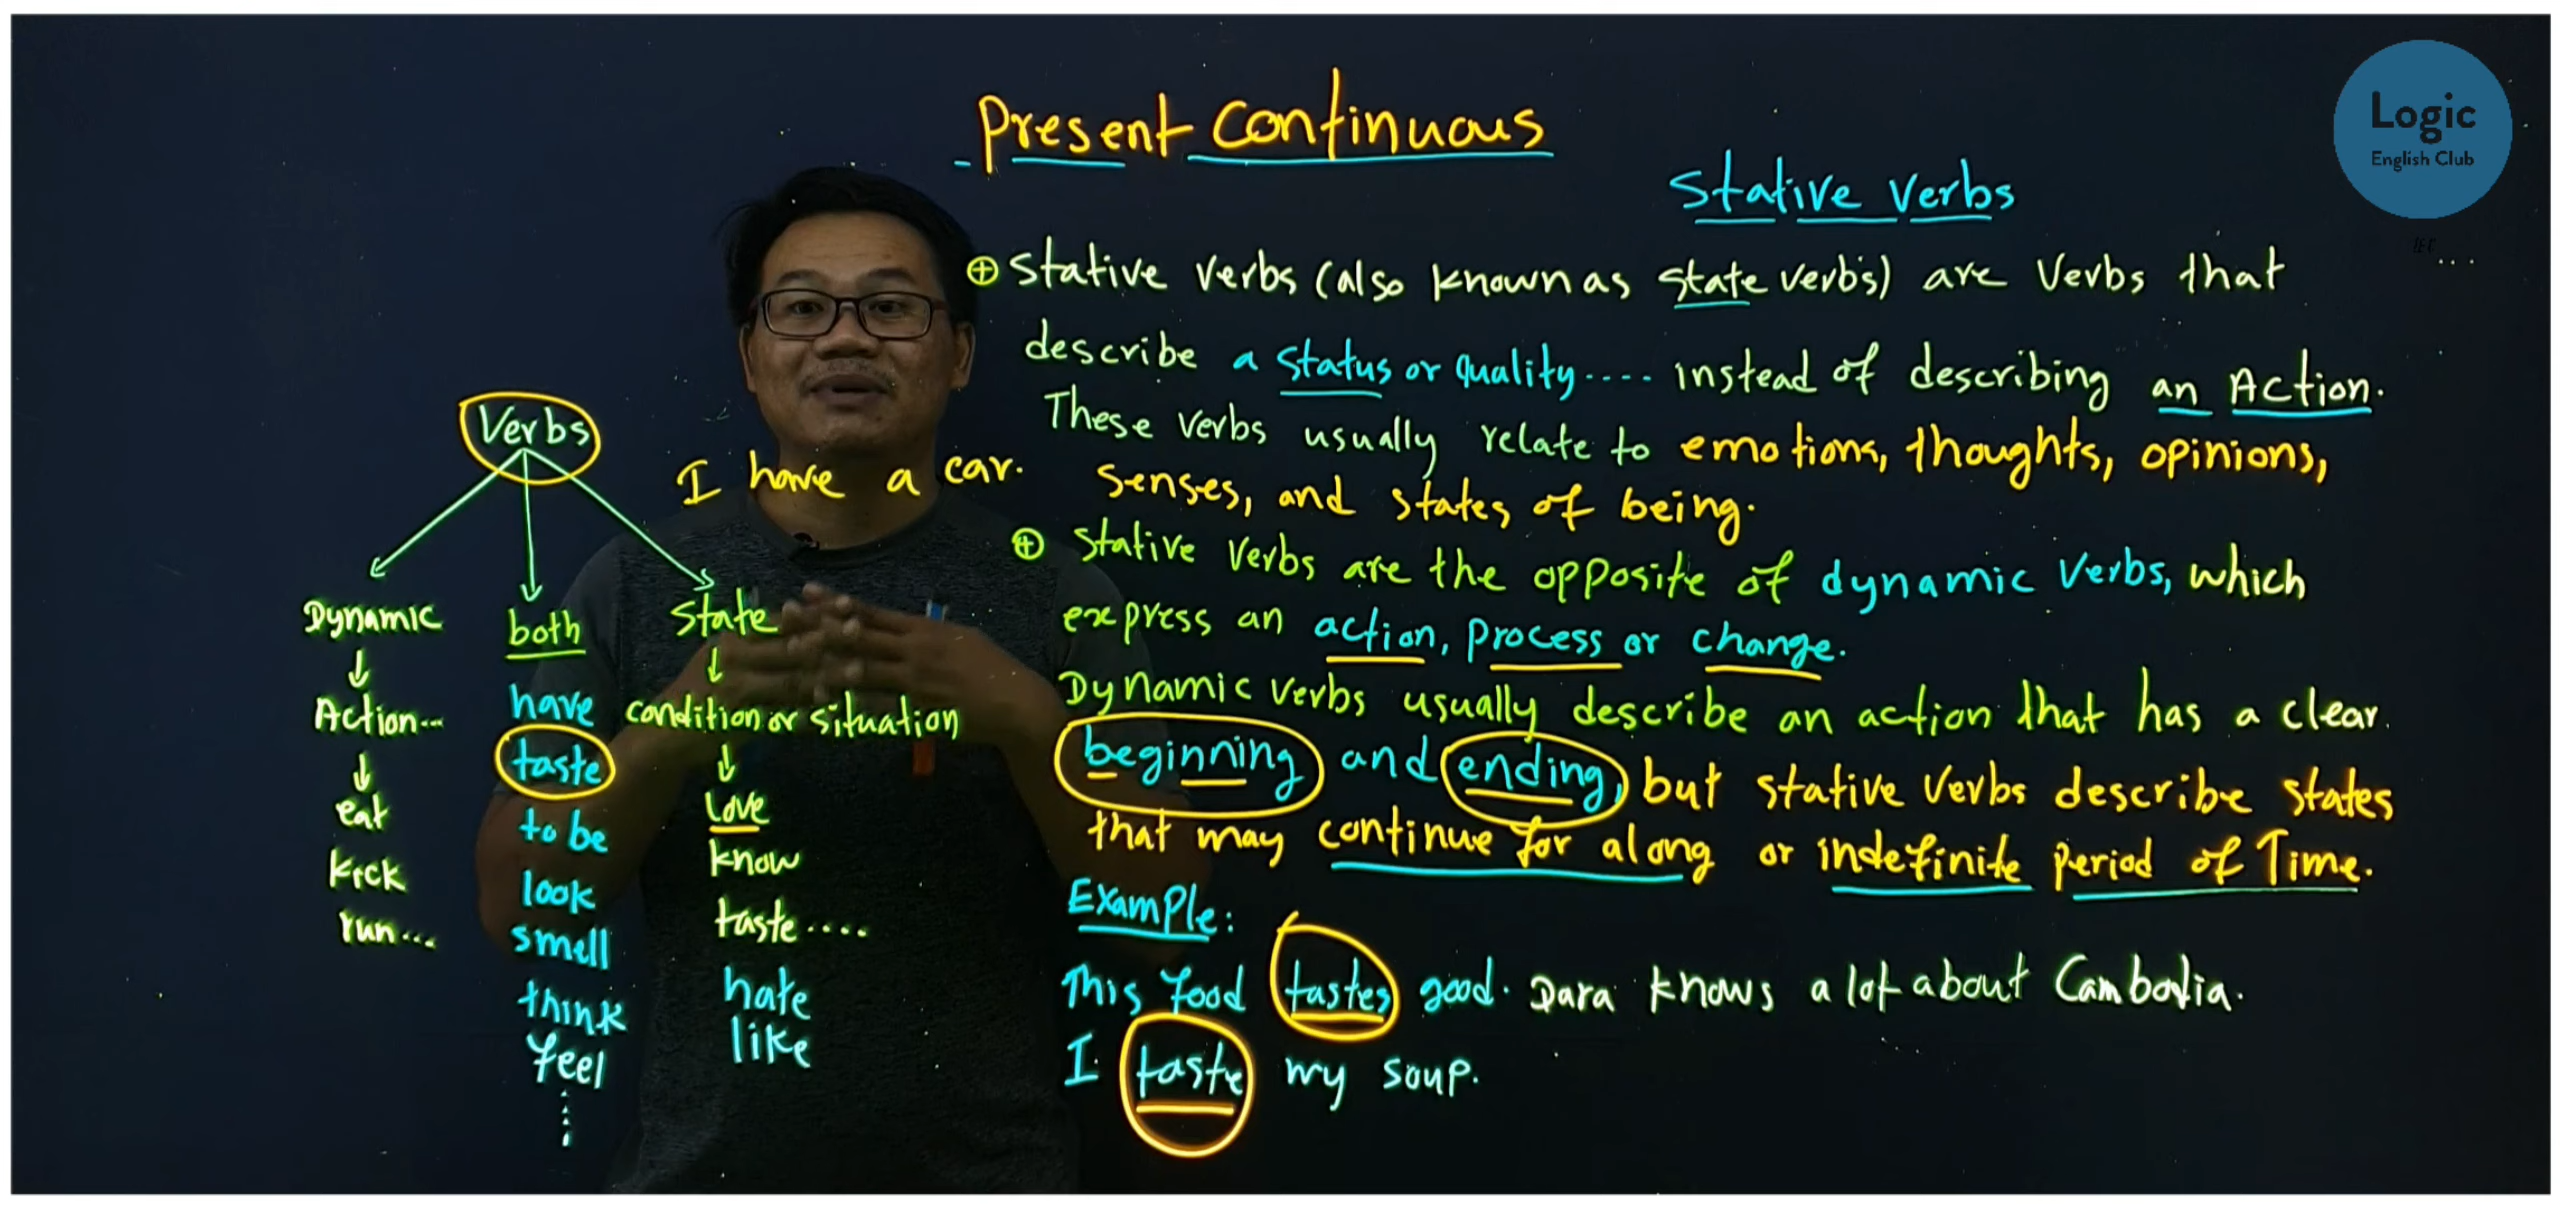 Present Continuous
Logic
English Club
Stative Verbs
⊕ Stative Verbs (also known as state verbs) are Verbs that
describe a status or quality.... instead of describing an Action.
These verbs usually relate to emotions, thoughts, opinions,
senses, and states of being.
⊕ Stative Verbs are the opposite of dynamic Verbs, which
express an action, process or change.
Dynamic verbs usually describe an action that has a clear
beginning and ending, but stative Verbs describe states
that may continue for along or indefinite period of Time.
Example:
This food tastes good. Dara knows a lot about Cambodia.
I taste my soup.
I have a car.
Verbs
Dynamic
Action...
eat
kick
run...
both
have
taste
to be
look
smell
think
feel
state
condition or situation
Love
know
taste....
hate
like